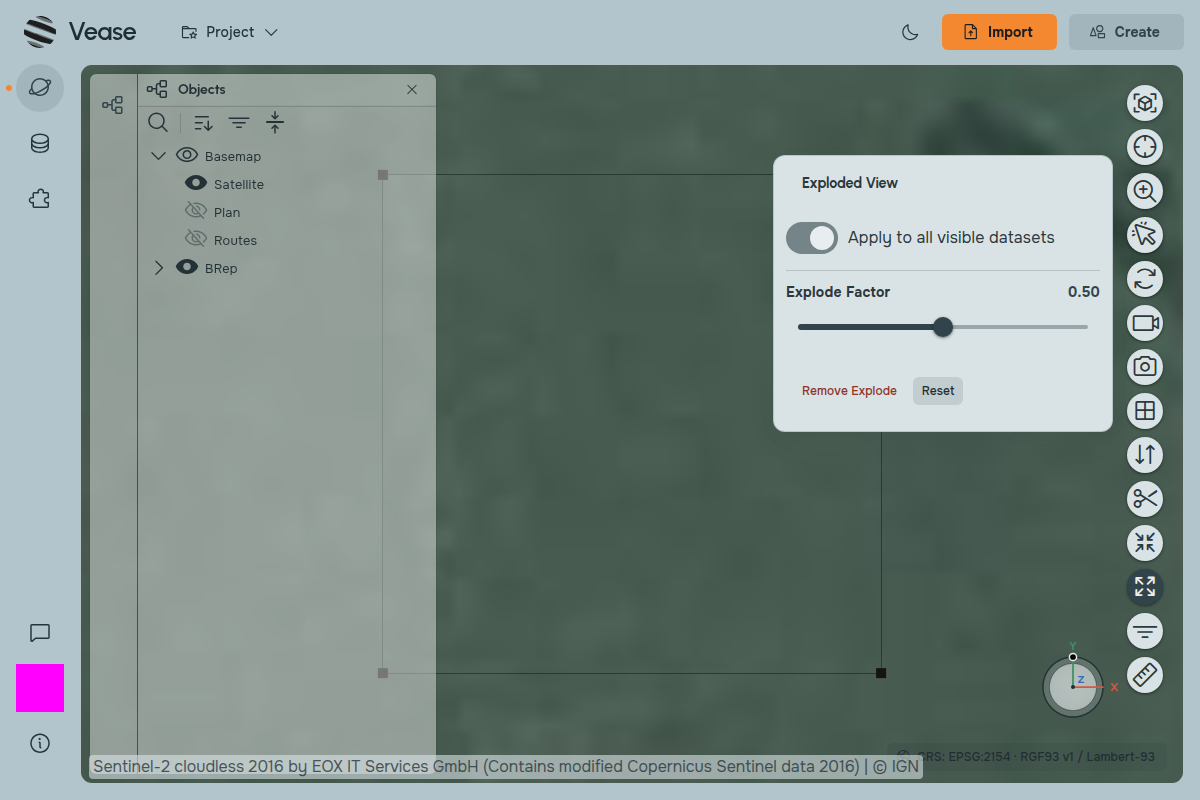 Vease
Project
Import
Create
Objects
Basemap
Satellite
Plan
Routes
BRep
Exploded View
Apply to all visible datasets
Explode Factor
0.50
Remove Explode
Reset
Y
Z
X
CRS: EPSG:2154 · RGF93 v1 / Lambert-93
Sentinel-2 cloudless 2016 by EOX IT Services GmbH (Contains modified Copernicus Sentinel data 2016) | © IGN